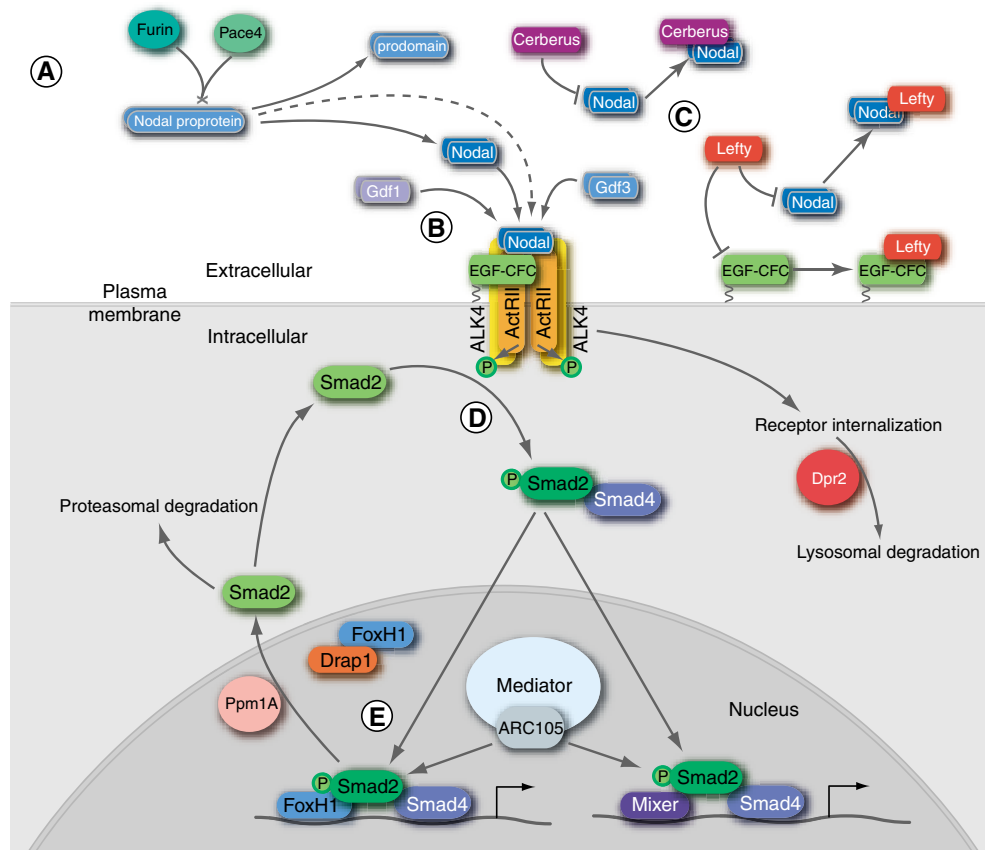 A
Furin
Pace4
prodomain
Nodal proprotein
Nodal
Gdf1
Gdf3
Cerberus
Nodal
Cerberus
Nodal
C
Lefty
Nodal
Nodal
Lefty
B
Nodal
EGF-CFC
ActRII
ActRII
ALK4
ALK4
P
P
EGF-CFC
Lefty
EGF-CFC
Extracellular
Plasma
membrane
Intracellular
Smad2
D
P
Smad2
Smad4
Receptor internalization
Dpr2
Lysosomal degradation
Proteasomal degradation
Smad2
Ppm1A
FoxH1
Drap1
E
Mediator
ARC105
Nucleus
P
Smad2
FoxH1
Smad4
P
Smad2
Mixer
Smad4